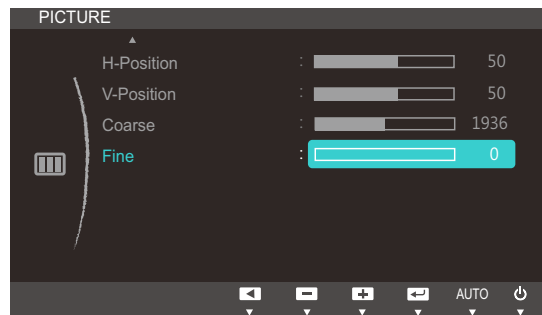 PICTURE
H-Position : 50
V-Position : 50
Coarse : 1936
Fine : 0
AUTO